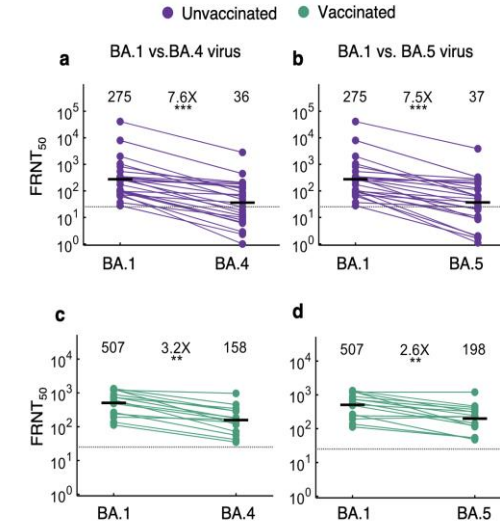 Unvaccinated Vaccinated
BA.1 vs.BA.4 virus BA.1 vs. BA.5 virus
a b
275 7.6X 36 275 7.5X 37
*** ***
10^5 10^5
10^4 10^4
10^3 10^3
10^2 10^2
10^1 10^1
10^0 10^0
FRNT50
BA.1 BA.4 BA.1 BA.5
c d
507 3.2X 158 507 2.6X 198
** **
10^4 10^4
10^3 10^3
10^2 10^2
10^1 10^1
10^0 10^0
FRNT50
BA.1 BA.4 BA.1 BA.5